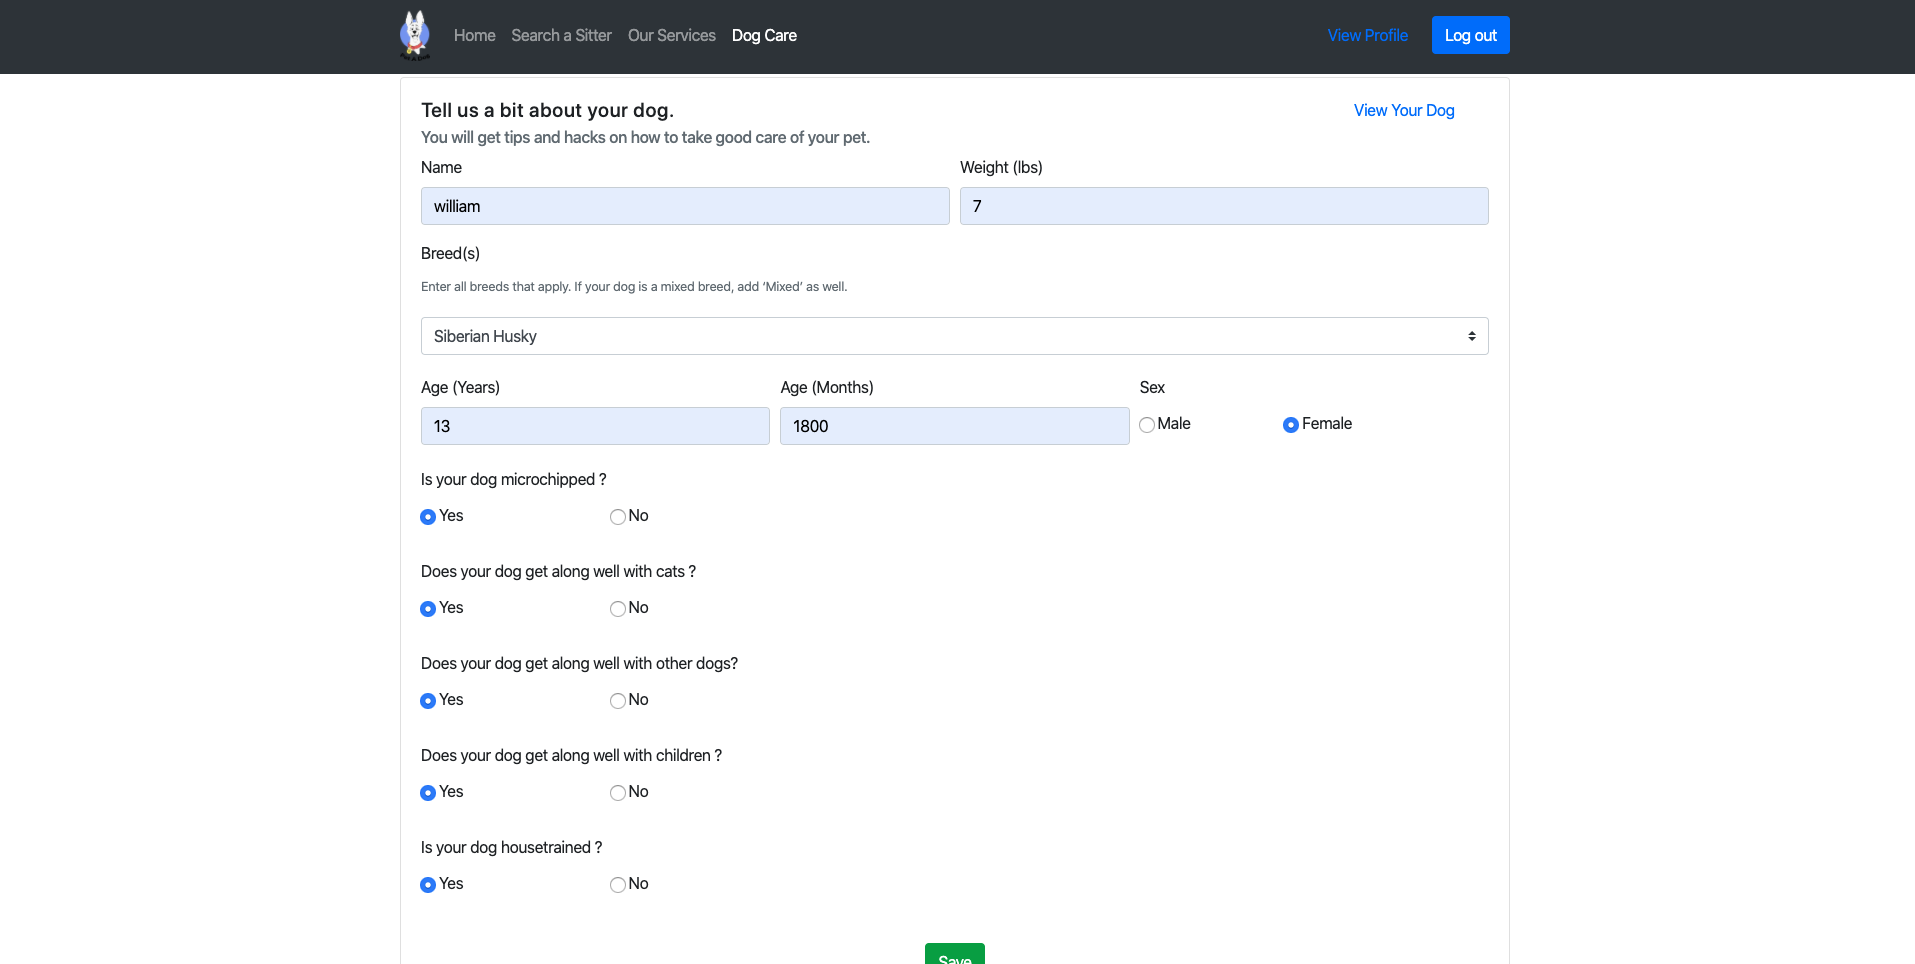 Home Search a Sitter Our Services Dog Care View Profile Log out
Tell us a bit about your dog. View Your Dog
You will get tips and hacks on how to take good care of your pet.
Name Weight (lbs)
william 7
Breed(s)
Enter all breeds that apply. If your dog is a mixed breed, add ‘Mixed’ as well.
Siberian Husky
Age (Years) Age (Months) Sex
13 1800 Male Female
Is your dog microchipped ?
Yes No
Does your dog get along well with cats ?
Yes No
Does your dog get along well with other dogs?
Yes No
Does your dog get along well with children ?
Yes No
Is your dog housetrained ?
Yes No
Save